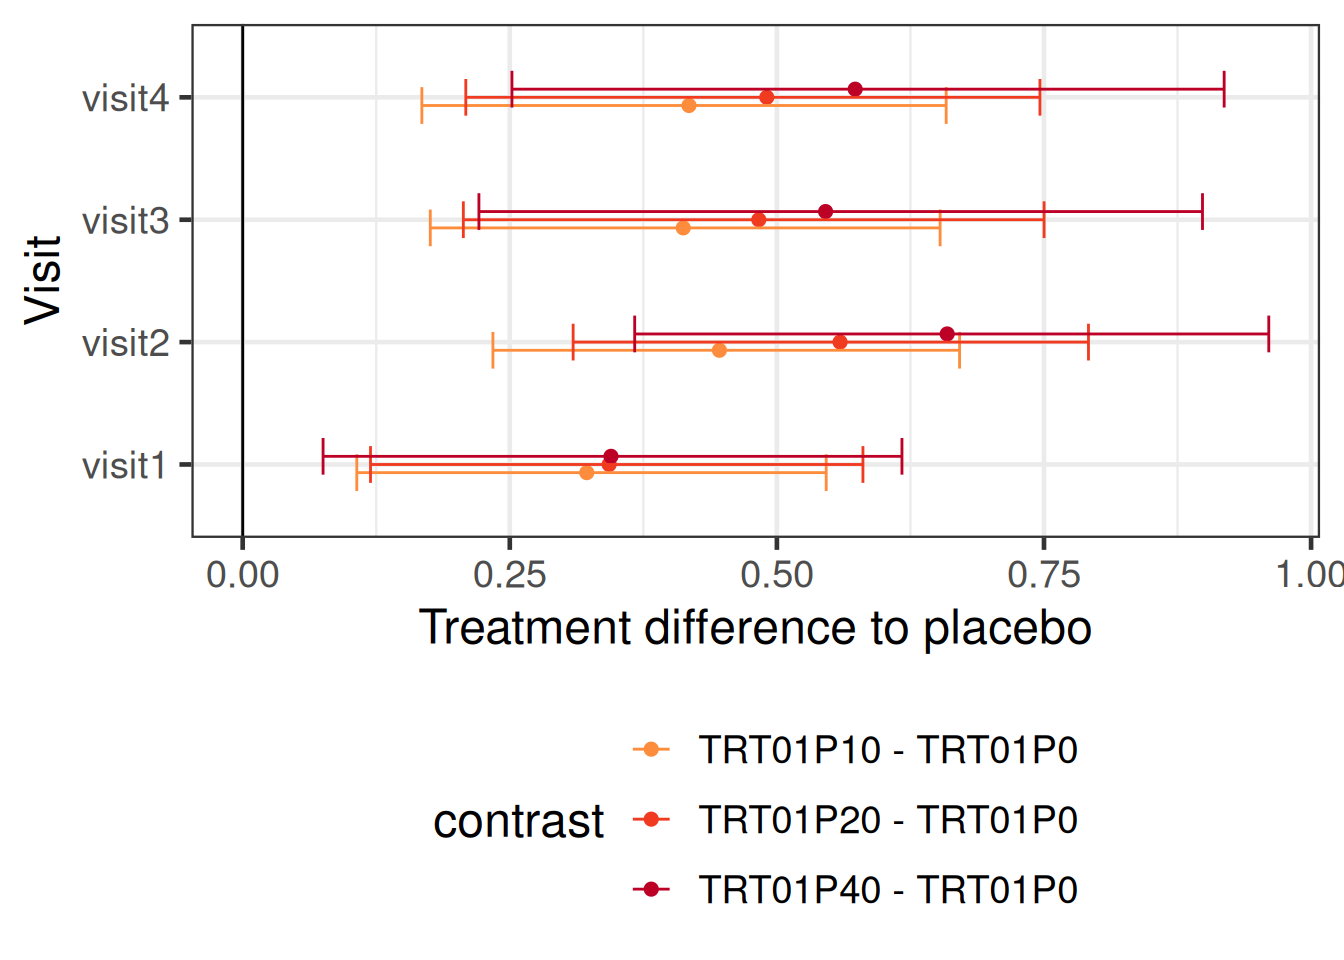 visit4
visit3
visit2
visit1
Visit
0.00 0.25 0.50 0.75 1.00
Treatment difference to placebo
contrast
TRT01P10 - TRT01P0
TRT01P20 - TRT01P0
TRT01P40 - TRT01P0